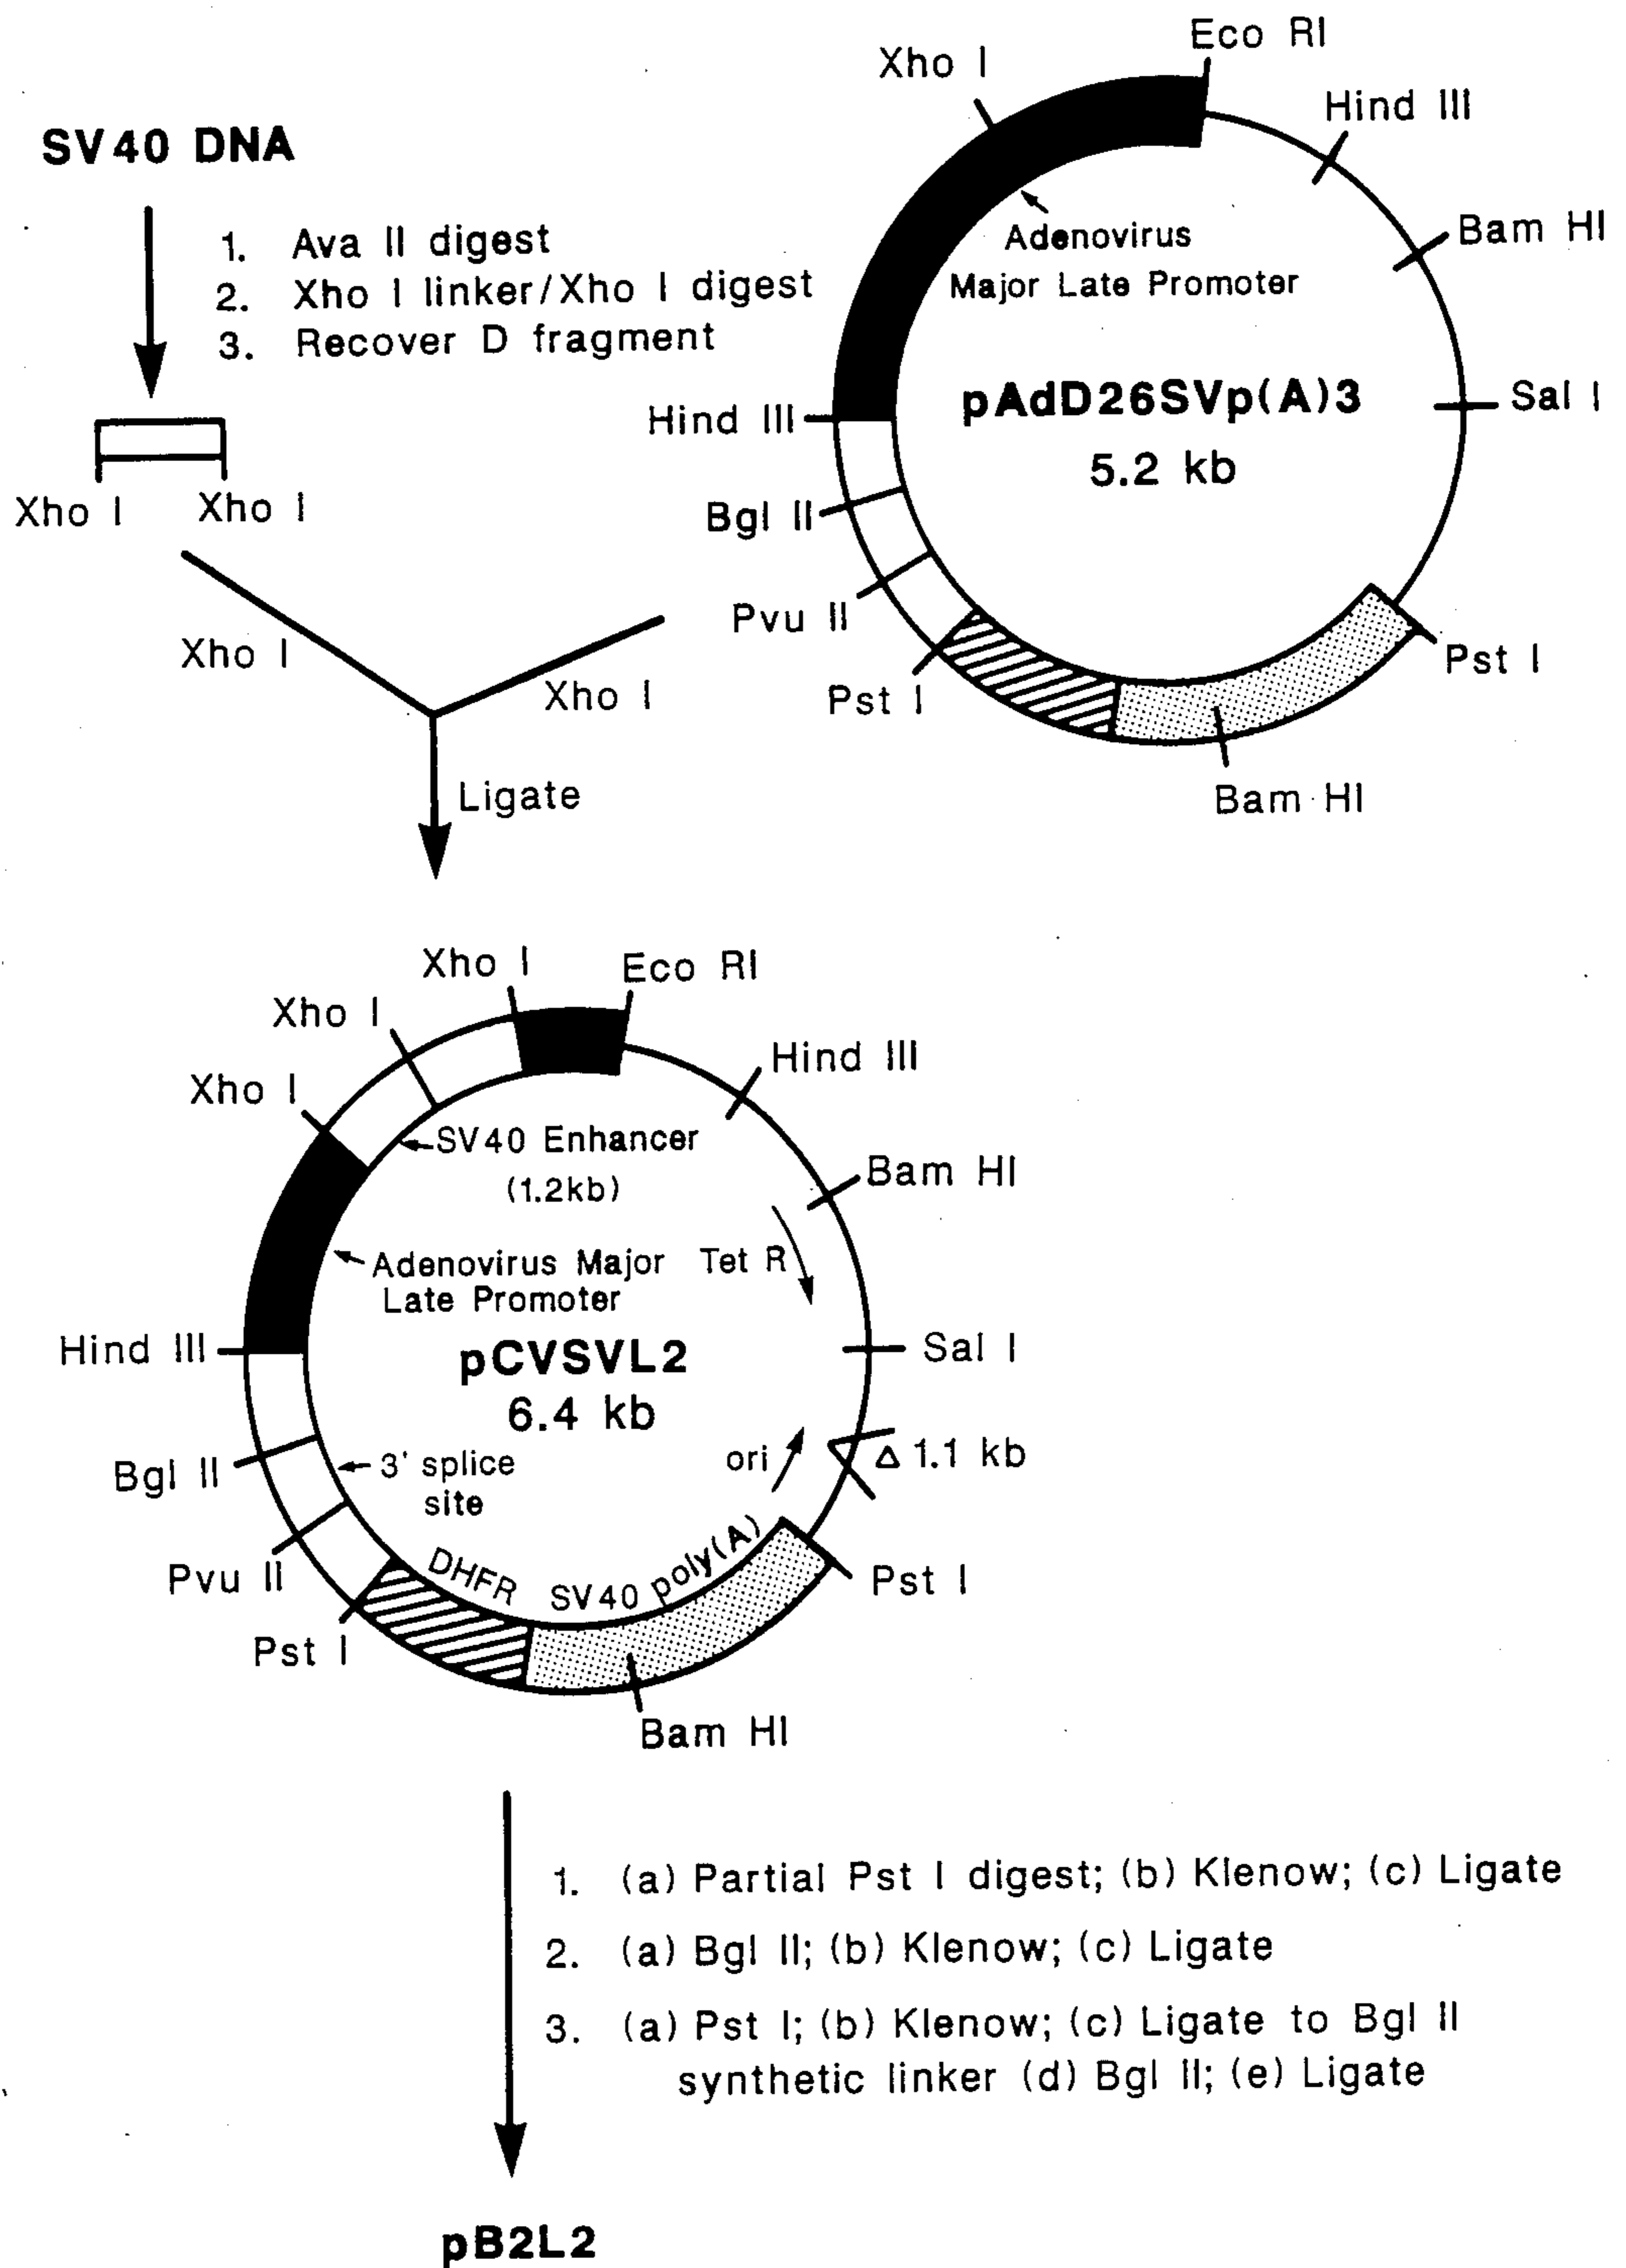 SV40 DNA
1. Ava II digest
2. Xho I linker/Xho I digest
3. Recover D fragment
Xho I
Xho I
Xho I
Eco RI
Hind III
Bam HI
Adenovirus
Major Late Promoter
pAdD26SVp(A)3
5.2 kb
Sal I
Hind III
Bgl II
Pvu II
Pst I
Pst I
Bam HI
Xho I
Xho I
Ligate
Xho I
Eco RI
Xho I
Xho I
Hind III
SV40 Enhancer
(1.2kb)
Bam HI
Adenovirus Major
Late Promoter
Tet R
Hind III
pCVSVL2
6.4 kb
Sal I
Bgl II
3' splice
site
ori
Δ 1.1 kb
Pvu II
DHFR
SV40 poly(A)
Pst I
Pst I
Bam HI
1. (a) Partial Pst I digest; (b) Klenow; (c) Ligate
2. (a) Bgl II; (b) Klenow; (c) Ligate
3. (a) Pst I; (b) Klenow; (c) Ligate to Bgl II
synthetic linker (d) Bgl II; (e) Ligate
pB2L2